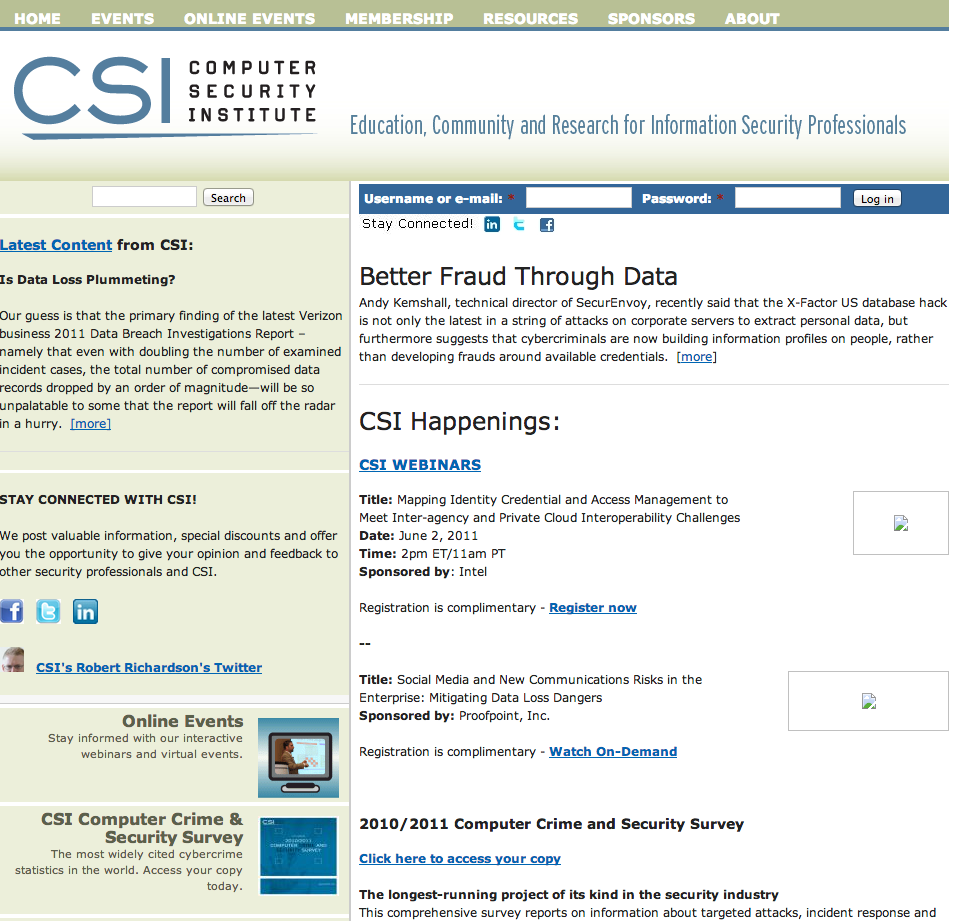 HOME EVENTS ONLINE EVENTS MEMBERSHIP RESOURCES SPONSORS ABOUT
CSI COMPUTER
SECURITY
INSTITUTE
Education, Community and Research for Information Security Professionals
Search
Username or e-mail: * Password: * Log in
Stay Connected!
Latest Content from CSI:
Is Data Loss Plummeting?
Our guess is that the primary finding of the latest Verizon
business 2011 Data Breach Investigations Report –
namely that even with doubling the number of examined
incident cases, the total number of compromised data
records dropped by an order of magnitude—will be so
unpalatable to some that the report will fall off the radar
in a hurry. [more]
STAY CONNECTED WITH CSI!
We post valuable information, special discounts and offer
you the opportunity to give your opinion and feedback to
other security professionals and CSI.
CSI's Robert Richardson's Twitter
Online Events
Stay informed with our interactive
webinars and virtual events.
CSI Computer Crime &
Security Survey
The most widely cited cybercrime
statistics in the world. Access your copy
today.
CSI
2010/2011
COMPUTER CRIME AND
SECURITY SURVEY
Better Fraud Through Data
Andy Kemshall, technical director of SecurEnvoy, recently said that the X-Factor US database hack
is not only the latest in a string of attacks on corporate servers to extract personal data, but
furthermore suggests that cybercriminals are now building information profiles on people, rather
than developing frauds around available credentials. [more]
CSI Happenings:
CSI WEBINARS
Title: Mapping Identity Credential and Access Management to
Meet Inter-agency and Private Cloud Interoperability Challenges
Date: June 2, 2011
Time: 2pm ET/11am PT
Sponsored by: Intel
Registration is complimentary - Register now
--
Title: Social Media and New Communications Risks in the
Enterprise: Mitigating Data Loss Dangers
Sponsored by: Proofpoint, Inc.
Registration is complimentary - Watch On-Demand
2010/2011 Computer Crime and Security Survey
Click here to access your copy
The longest-running project of its kind in the security industry
This comprehensive survey reports on information about targeted attacks, incident response and